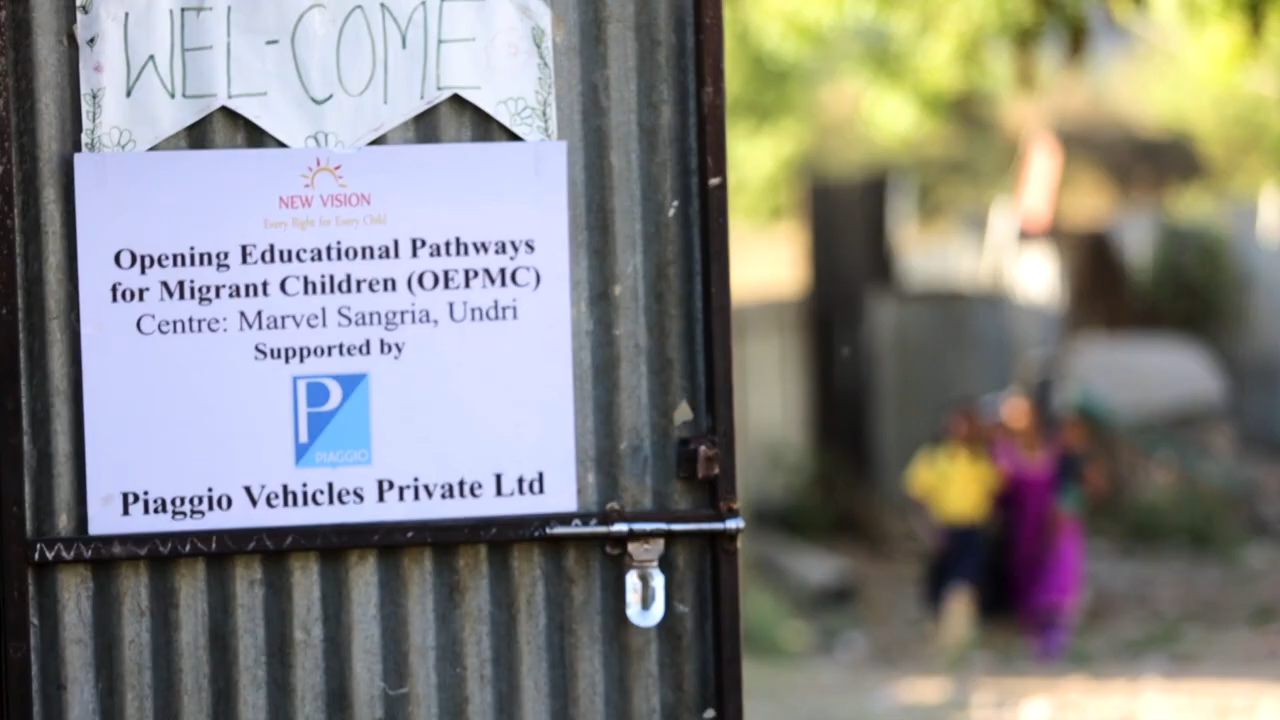 WEL-COME
NEW VISION
Every Right for Every Child
Opening Educational Pathways
for Migrant Children (OEPMC)
Centre: Marvel Sangria, Undri
Supported by
P
PIAGGIO
Piaggio Vehicles Private Ltd